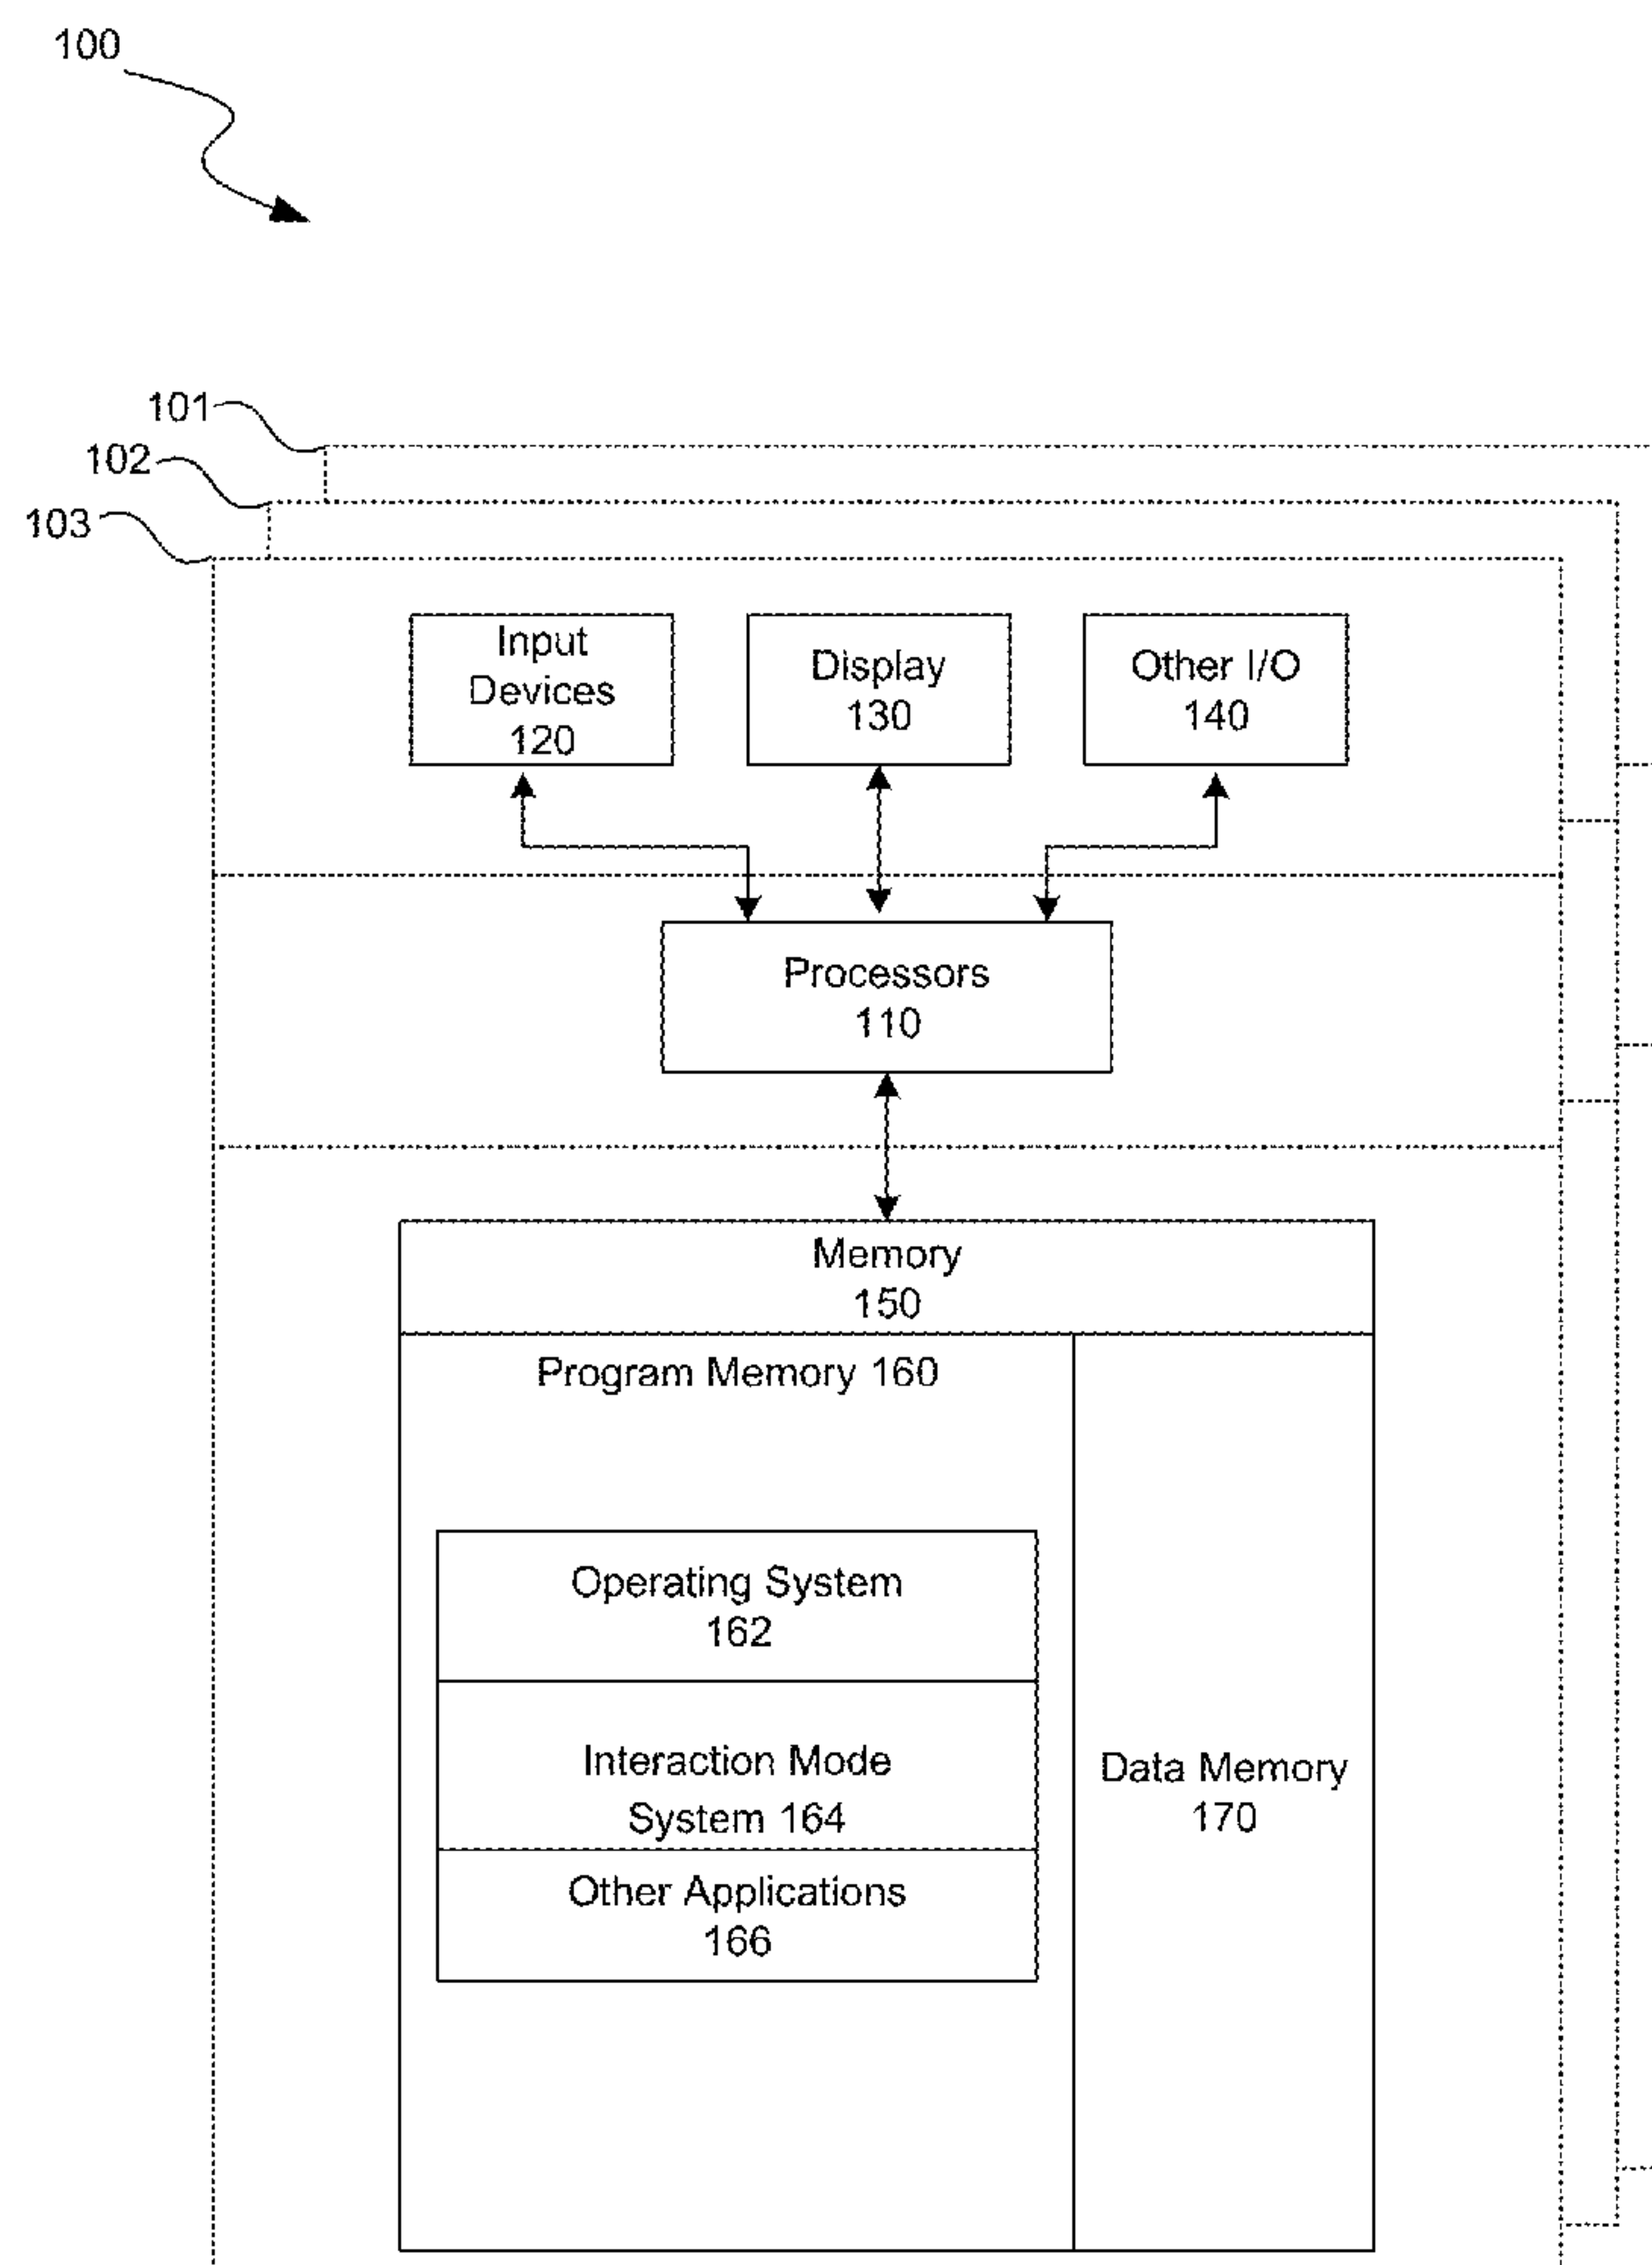 100
101
102
103
Input
Devices
120
Display
130
Other I/O
140
Processors
110
Memory
150
Program Memory 160
Operating System
162
Interaction Mode
System 164
Other Applications
166
Data Memory
170